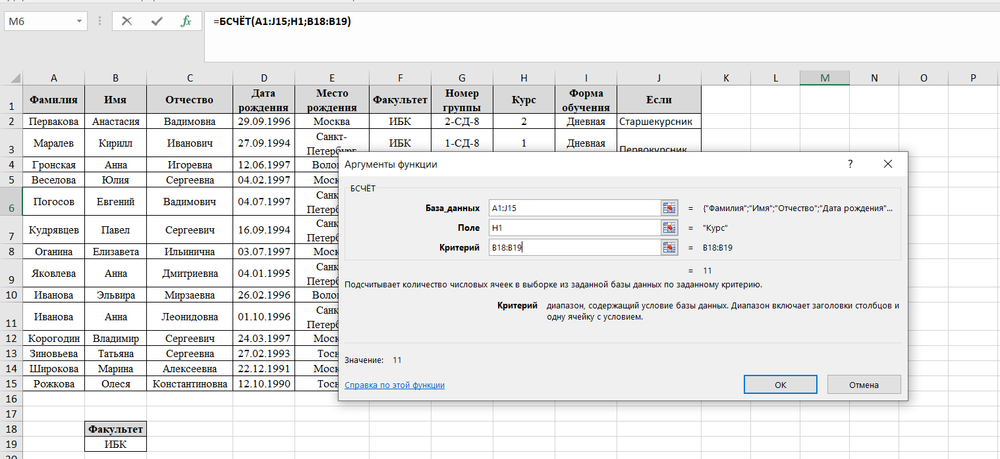 M6 fx =БСЧЁТ(A1:J15;H1;B18:B19)
A B C D E F G H I J K L M N O P
1 Фамилия Имя Отчество Дата рождения Место рождения Факультет Номер группы Курс Форма обучения Если
2 Первакова Анастасия Вадимовна 29.09.1996 Москва ИБК 2-СД-8 2 Дневная Старшекурсник
3 Маралев Кирилл Иванович 27.09.1994 Санкт-Петербург ИБК 1-СД-8 1 Дневная Первокурсник
4 Гронская Анна Игоревна 12.06.1997 Волог
5 Веселова Юлия Сергеевна 04.02.1997 Моск
6 Погосов Евгений Вадимович 04.07.1997 Санк Петерб
7 Кудрявцев Павел Сергеевич 16.09.1994 Санк Петерб
8 Оганина Елизавета Ильинична 03.07.1997 Моск
9 Яковлева Анна Дмитриевна 04.01.1995 Санк Петерб
10 Иванова Эльвира Мирзаевна 26.02.1996 Волог
11 Иванова Анна Леонидовна 01.10.1996 Санк Петерб
12 Корогодин Владимир Сергеевич 24.03.1997 Моск
13 Зиновьева Татьяна Сергеевна 27.02.1993 Тосн
14 Широкова Марина Алексеевна 22.12.1991 Моск
15 Рожкова Олеся Константиновна 12.10.1990 Тосн
16
17
18 Факультет
19 ИБК
20
Аргументы функции ?
БСЧЁТ
База_данных A1:J15 = {"Фамилия";"Имя";"Отчество";"Дата рождения"...
Поле H1 = "Курс"
Критерий B18:B19 = B18:B19
= 11
Подсчитывает количество числовых ячеек в выборке из заданной базы данных по заданному критерию.
Критерий диапазон, содержащий условие базы данных. Диапазон включает заголовки столбцов и
одну ячейку с условием.
Значение: 11
Справка по этой функции
OK Отмена